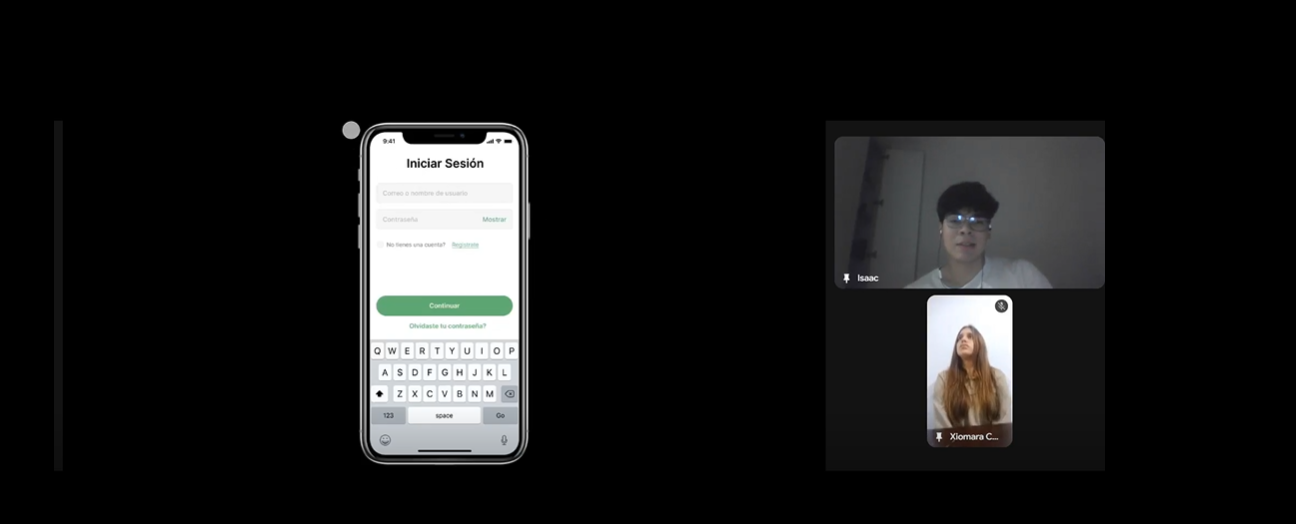 9:41
Iniciar Sesión
Correo o nombre de usuario
Contraseña Mostrar
No tienes una cuenta? Regístrate
Continuar
Olvidaste tu contraseña?
Q W E R T Y U I O P
A S D F G H J K L
Z X C V B N M
123 space Go
Isaac
Xiomara C...